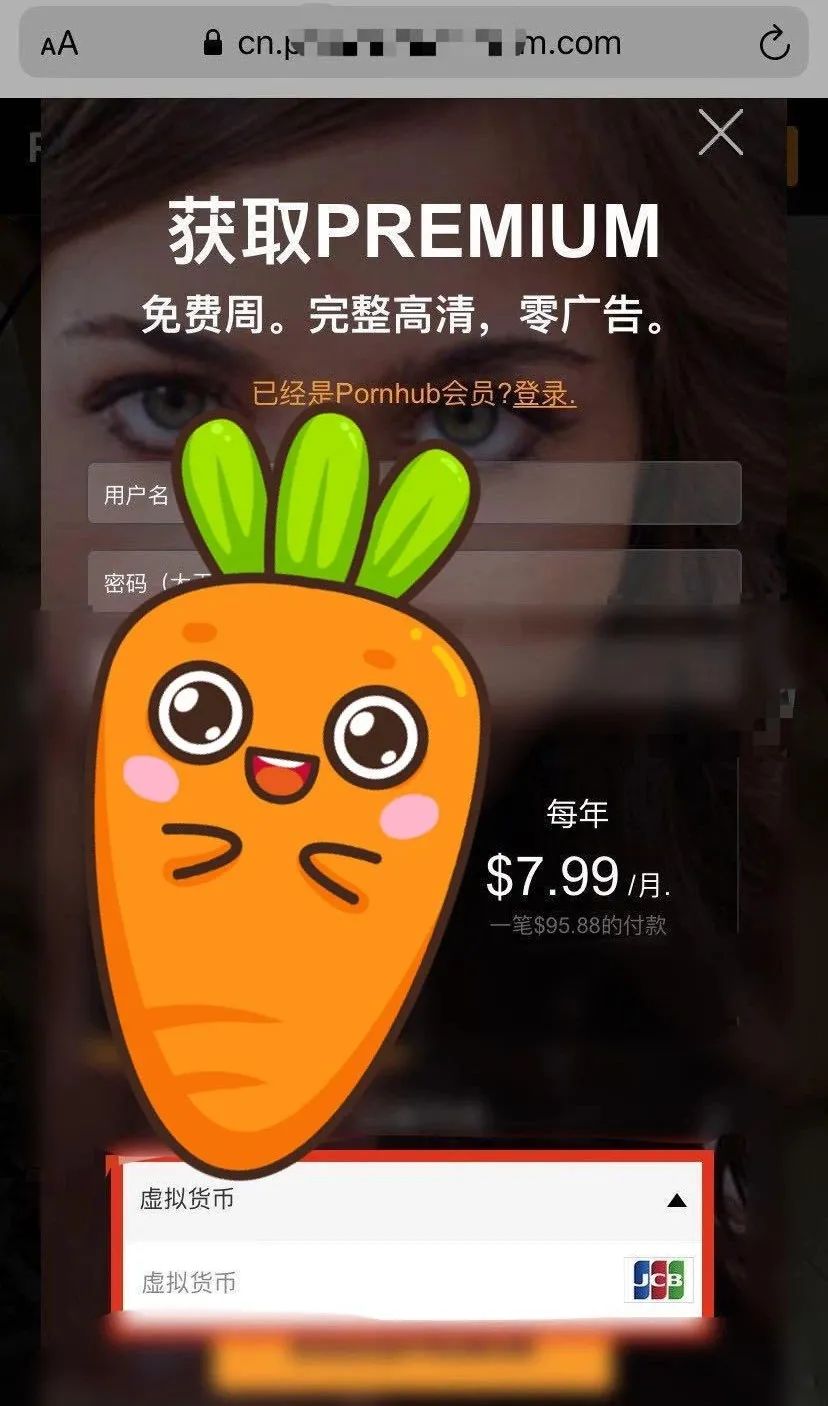 AA
cn.p
m.com
获取PREMIUM
免费周。完整高清，零广告。
已经是Pornhub会员?登录.
用户名
密码（大于
每年
$7.99 /月.
一笔$95.88的付款
虚拟货币
虚拟货币
JCB